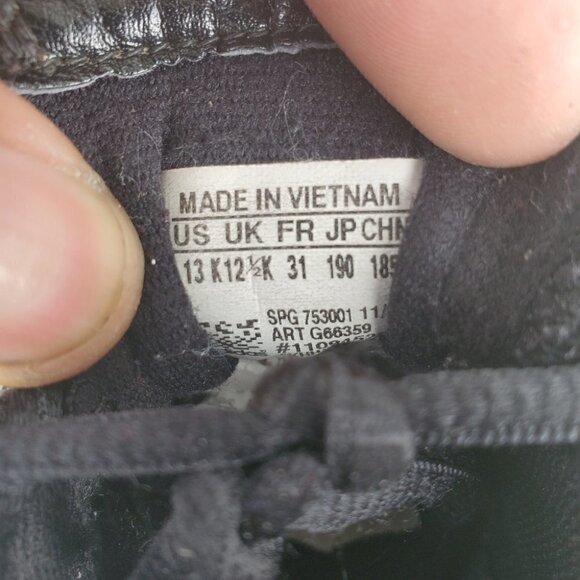 MADE IN VIETNAM
US UK FR JP CHN
13 K 12½K 31 190 185
SPG 753001 11/
ART G66359